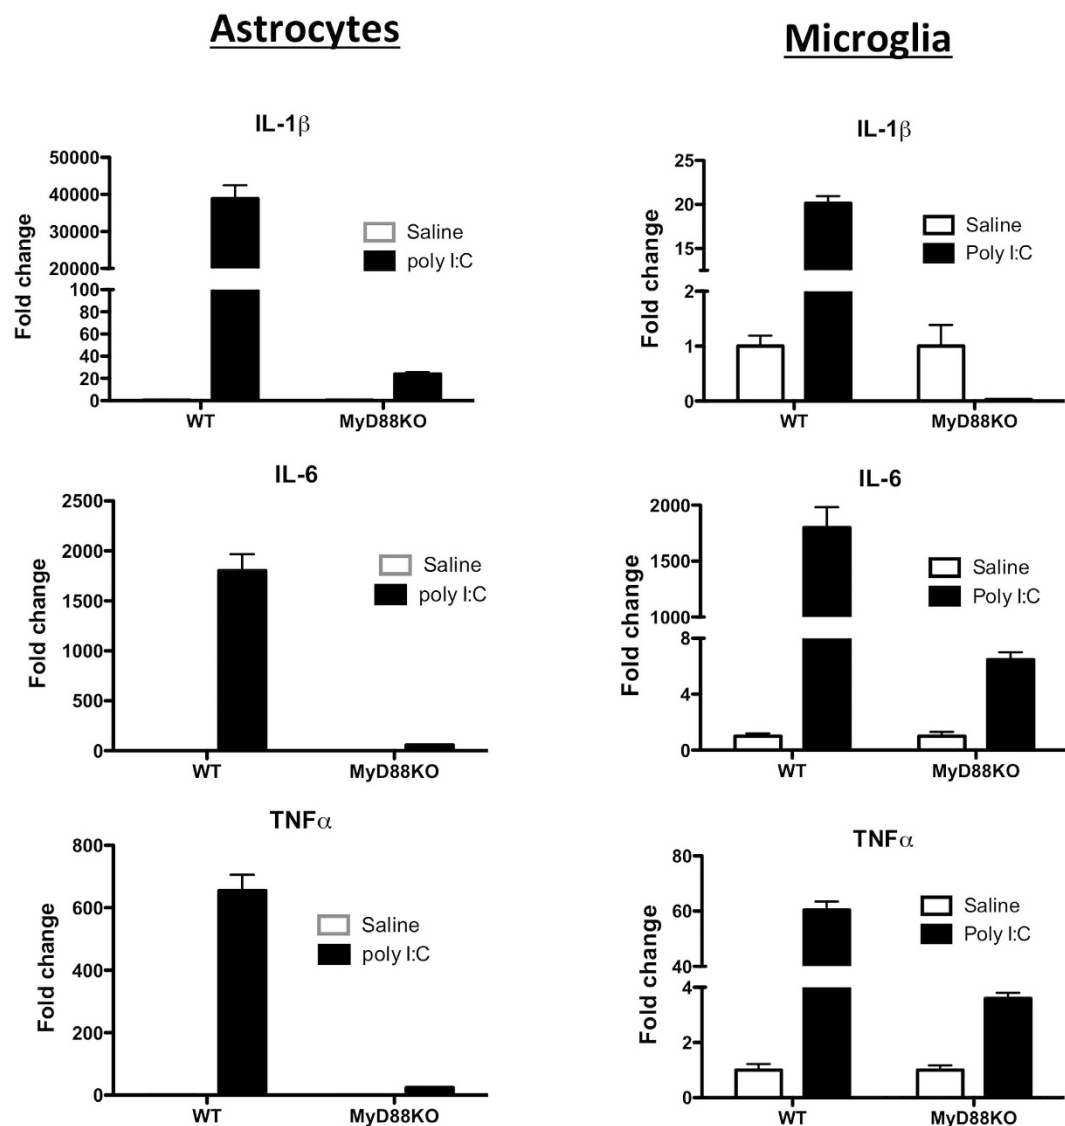 Astrocytes
IL-1β
Fold change
50000
40000
30000
20000
100
80
60
40
20
0
Saline
poly I:C
WT MyD88KO
IL-6
Fold change
2500
2000
1500
1000
500
0
Saline
poly I:C
WT MyD88KO
TNFα
Fold change
800
600
400
200
0
Saline
poly I:C
WT MyD88KO
Microglia
IL-1β
Fold change
25
20
15
2
1
0
Saline
Poly I:C
WT MyD88KO
IL-6
Fold change
2000
1500
1000
8
4
0
Saline
Poly I:C
WT MyD88KO
TNFα
Fold change
80
60
40
4
2
0
Saline
Poly I:C
WT MyD88KO